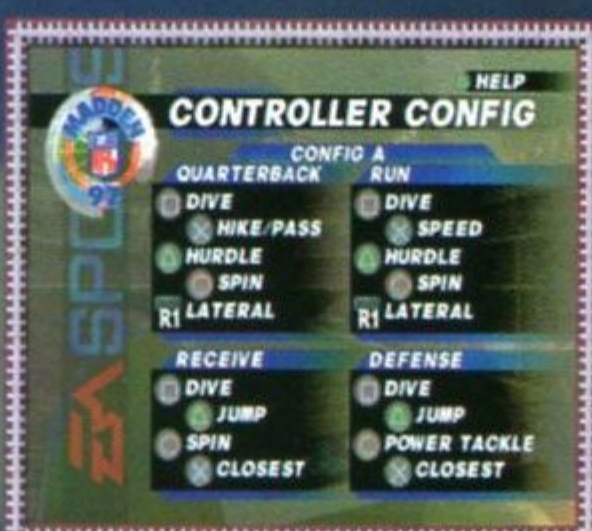 HELP
CONTROLLER CONFIG
MADDEN
CONFIG A
QUARTERBACK
DIVE
HIKE/PASS
HURDLE
SPIN
R1 LATERAL
RUN
DIVE
SPEED
HURDLE
SPIN
R1 LATERAL
RECEIVE
DIVE
JUMP
SPIN
CLOSEST
DEFENSE
DIVE
JUMP
POWER TACKLE
CLOSEST
EA SPORTS